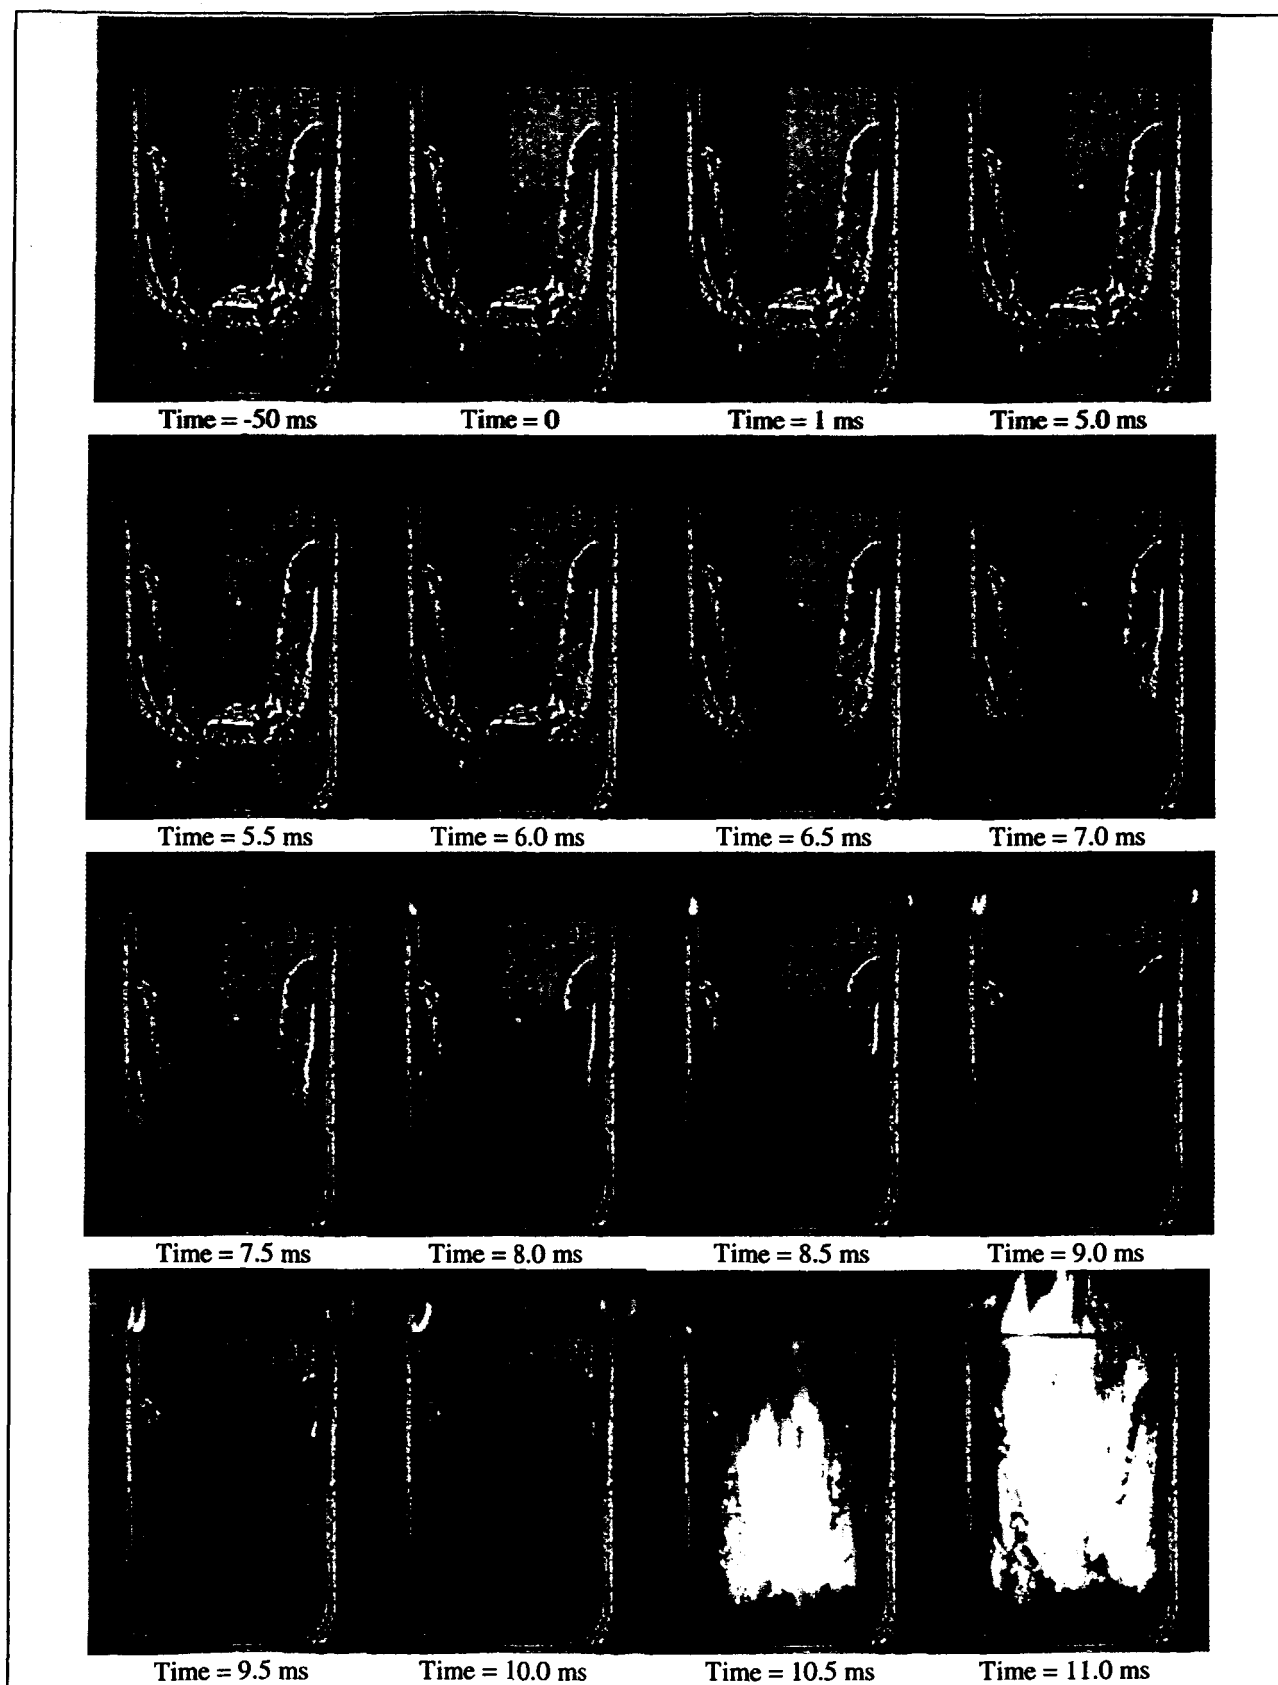 Time = -50 ms Time = 0 Time = 1 ms Time = 5.0 ms
Time = 5.5 ms Time = 6.0 ms Time = 6.5 ms Time = 7.0 ms
Time = 7.5 ms Time = 8.0 ms Time = 8.5 ms Time = 9.0 ms
Time = 9.5 ms Time = 10.0 ms Time = 10.5 ms Time = 11.0 ms